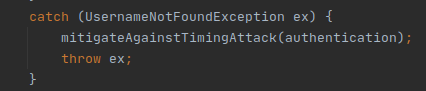 catch (UsernameNotFoundException ex) {
    mitigateAgainstTimingAttack(authentication);
    throw ex;
}